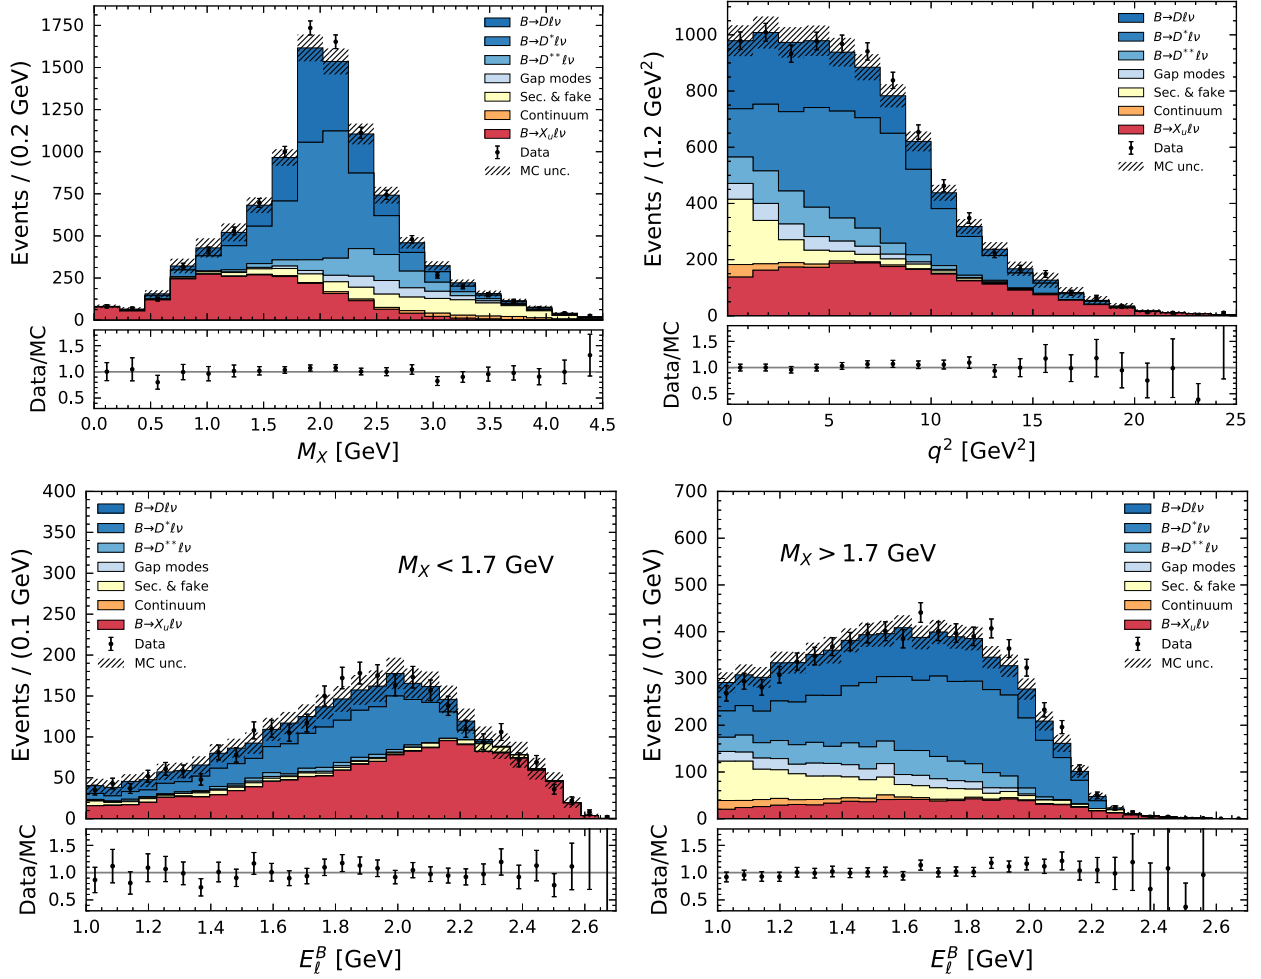 Events / (0.2 GeV)
1750
1500
1250
1000
750
500
250
0
B→Dℓν
B→D*ℓν
B→D**ℓν
Gap modes
Sec. & fake
Continuum
B→X_uℓν
Data
MC unc.
Data/MC
1.5
1.0
0.5
0.0 0.5 1.0 1.5 2.0 2.5 3.0 3.5 4.0 4.5
M_X [GeV]
Events / (1.2 GeV²)
1000
800
600
400
200
0
B→Dℓν
B→D*ℓν
B→D**ℓν
Gap modes
Sec. & fake
Continuum
B→X_uℓν
Data
MC unc.
Data/MC
1.5
1.0
0.5
0 5 10 15 20 25
q² [GeV²]
Events / (0.1 GeV)
400
350
300
250
200
150
100
50
0
B→Dℓν
B→D*ℓν
B→D**ℓν
Gap modes
Sec. & fake
Continuum
B→X_uℓν
Data
MC unc.
M_X < 1.7 GeV
Data/MC
1.5
1.0
0.5
1.0 1.2 1.4 1.6 1.8 2.0 2.2 2.4 2.6
E_ℓ^B [GeV]
Events / (0.1 GeV)
700
600
500
400
300
200
100
0
M_X > 1.7 GeV
B→Dℓν
B→D*ℓν
B→D**ℓν
Gap modes
Sec. & fake
Continuum
B→X_uℓν
Data
MC unc.
Data/MC
1.5
1.0
0.5
1.0 1.2 1.4 1.6 1.8 2.0 2.2 2.4 2.6
E_ℓ^B [GeV]